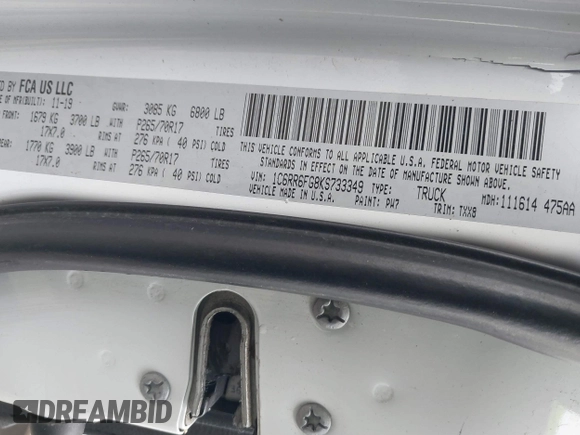 D BY FCA US LLC
E OF MFR(BUILT): 11-19 GVWR: 3085 KG 6800 LB
FRONT: 1679 KG 3700 LB WITH P265/70R17 TIRES
17X7.0 RIMS AT 276 KPA ( 40 PSI) COLD
REAR: 1770 KG 3900 LB WITH P265/70R17 TIRES
17X7.0 RIMS AT 276 KPA ( 40 PSI) COLD
THIS VEHICLE CONFORMS TO ALL APPLICABLE U.S.A. FEDERAL MOTOR VEHICLE SAFETY
STANDARDS IN EFFECT ON THE DATE OF MANUFACTURE SHOWN ABOVE.
VIN: 1C6RR6FG8KS733349 TYPE: TRUCK MDH: 111614 475AA
VEHICLE MADE IN U.S.A. PAINT: PW7 TRIM: TXX8
DREAMBID